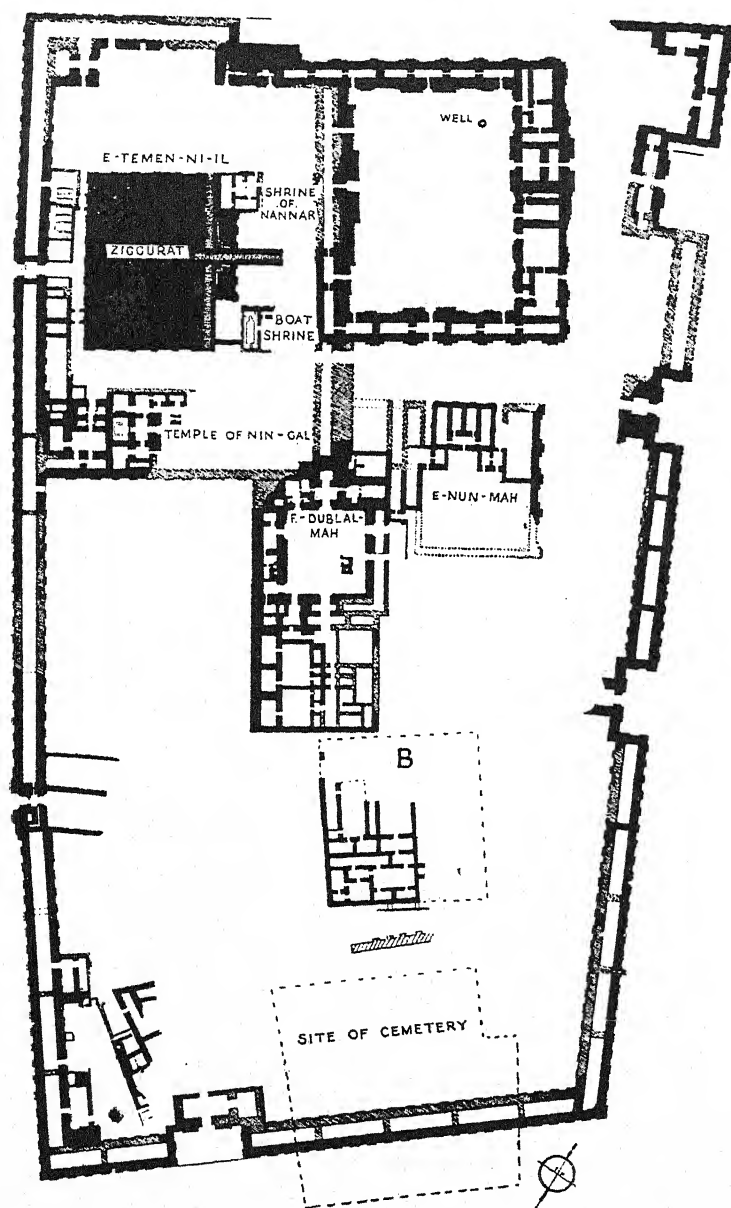 WELL
E-TEMEN-NI-IL
SHRINE
OF
NANNAR
ZIGGURAT
BOAT
SHRINE
TEMPLE OF NIN-GAL
E-NUN-MAH
E-DUBLAL-
MAH
B
SITE OF CEMETERY